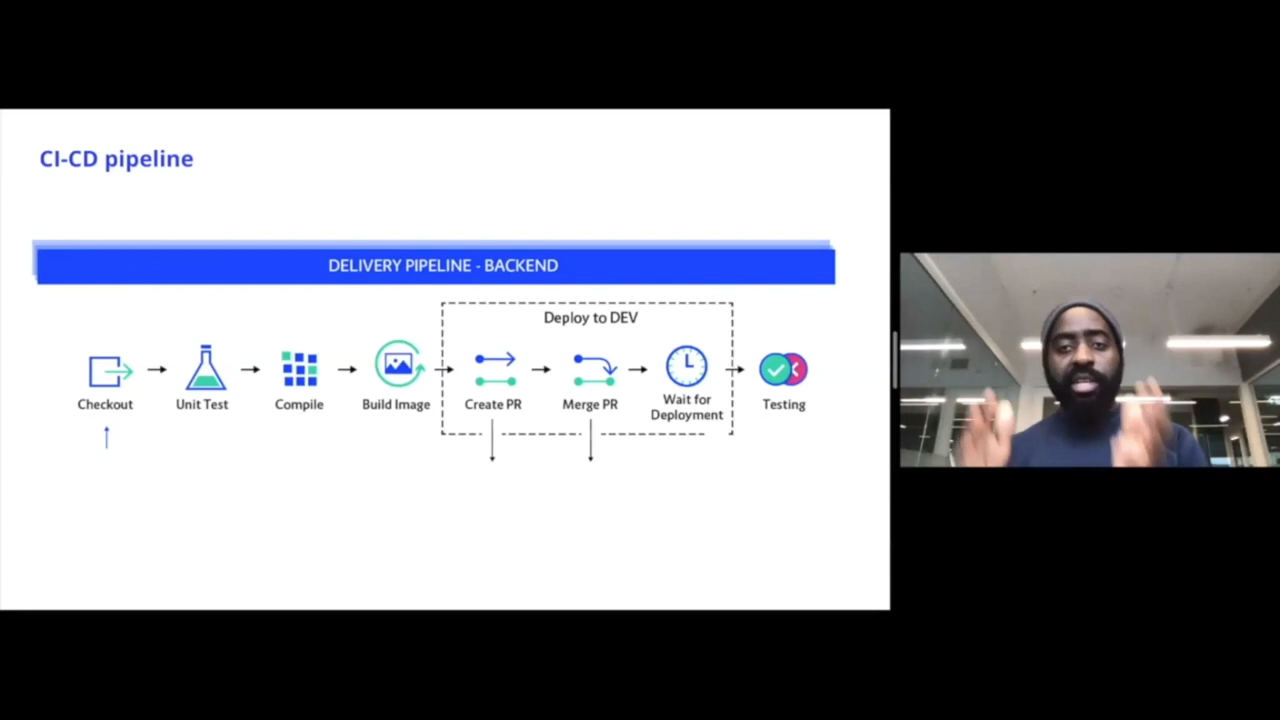 CI-CD pipeline
DELIVERY PIPELINE - BACKEND
Deploy to DEV
Checkout
Unit Test
Compile
Build Image
Create PR
Merge PR
Wait for
Deployment
Testing